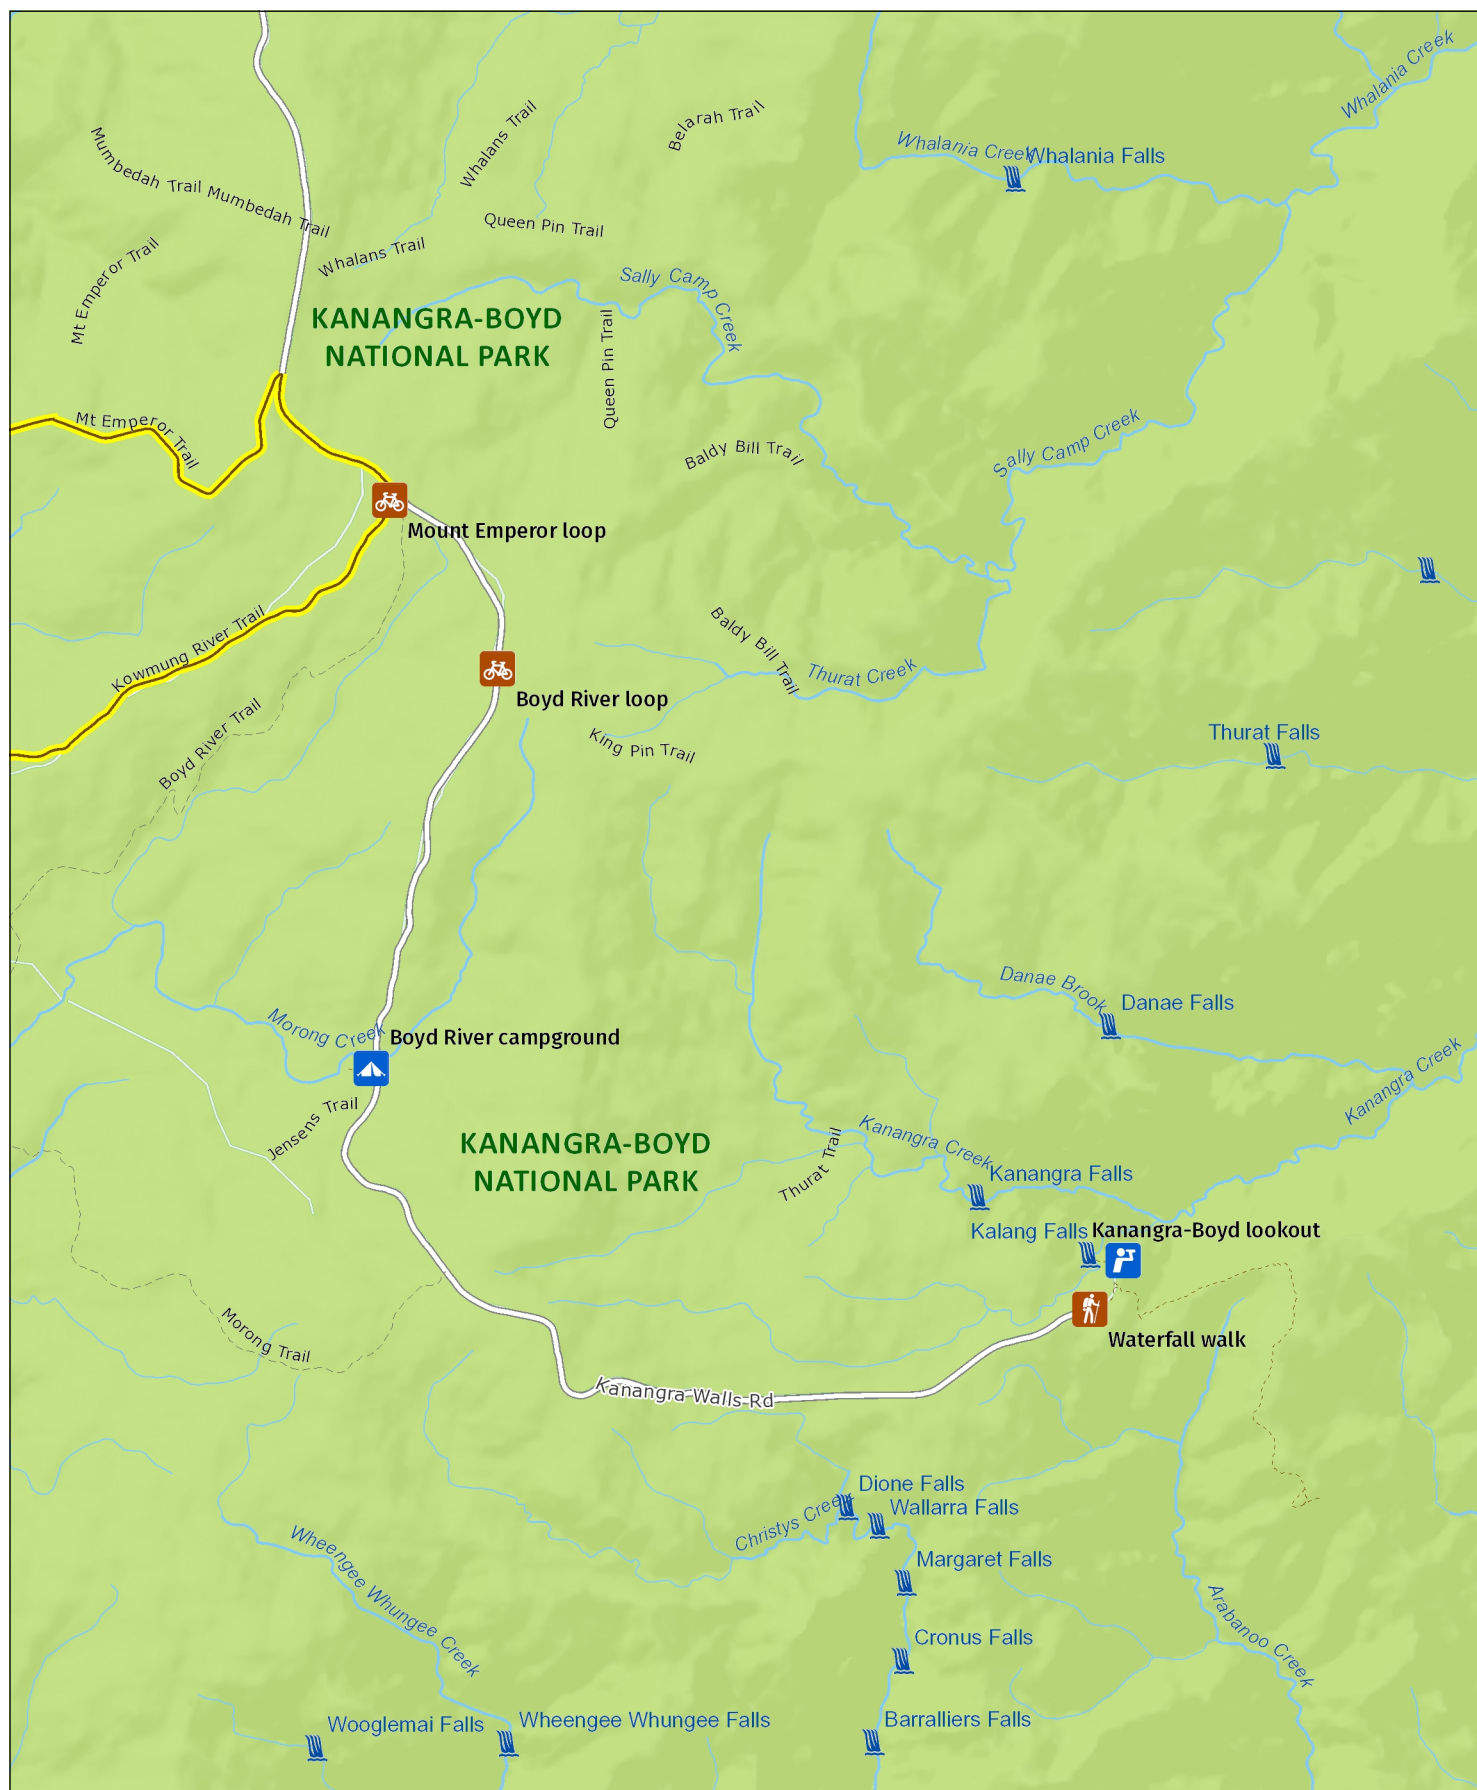 Whalania Creek
Whalans Trail
Belarah Trail
Mumbedah Trail
Mumbedah Trail
Whalania Creek
Whalania Falls
Queen Pin Trail
Mt Emperor Trail
Whalans Trail
Sally Camp Creek
KANANGRA-BOYD
NATIONAL PARK
Queen Pin Trail
Mt Emperor Trail
Baldy Bill Trail
Sally Camp Creek
Mount Emperor loop
Kowmung River Trail
Baldy Bill Trail
Thurat Creek
Boyd River loop
Boyd River Trail
King Pin Trail
Thurat Falls
Danae Brook
Danae Falls
Morong Creek
Boyd River campground
Kanangra Creek
Jensens Trail
KANANGRA-BOYD
NATIONAL PARK
Thurat Trail
Kanangra Creek
Kanangra Falls
Kalang Falls
Kanangra-Boyd lookout
Morong Trail
Waterfall walk
Kanangra Walls Rd
Dione Falls
Christys Creek
Wallarra Falls
Wheengee Whungee Creek
Margaret Falls
Arabanoo Creek
Cronus Falls
Wooglemai Falls
Wheengee Whungee Falls
Barralliers Falls